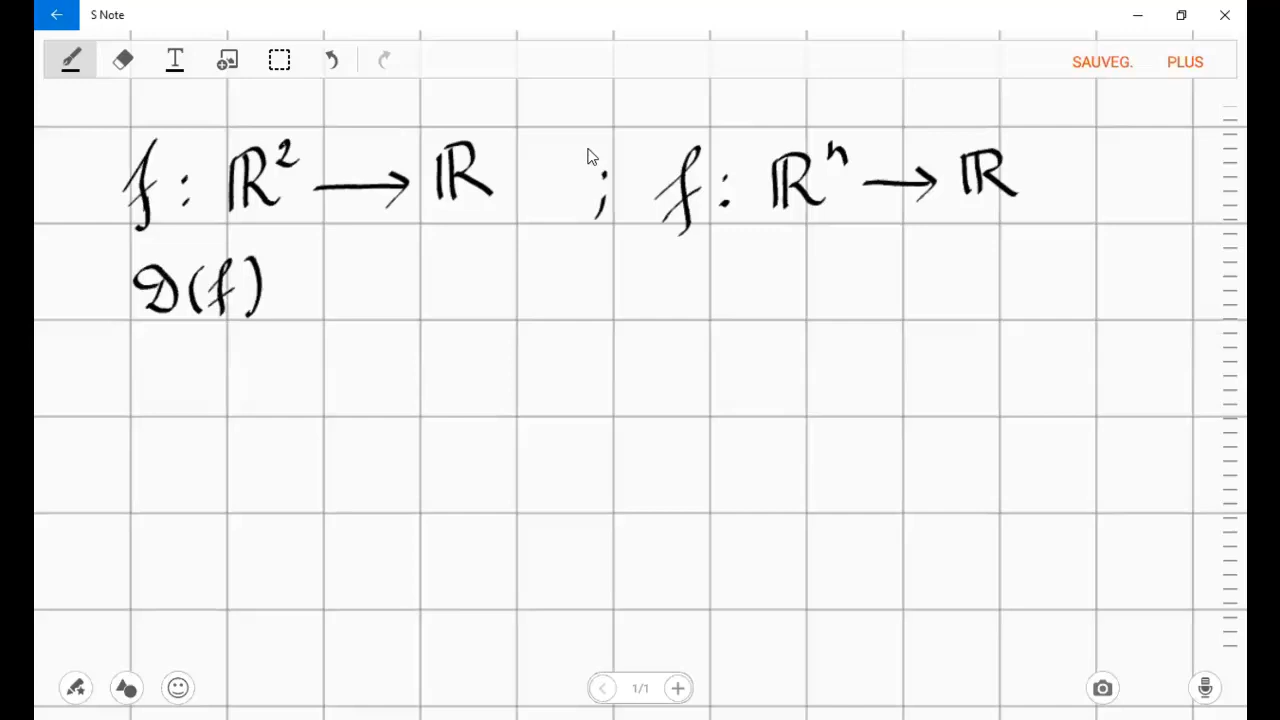 S Note
SAUVEG. PLUS
f : ℝ² ⟶ ℝ ; f : ℝⁿ ⟶ ℝ
𝒟(f)
1/1